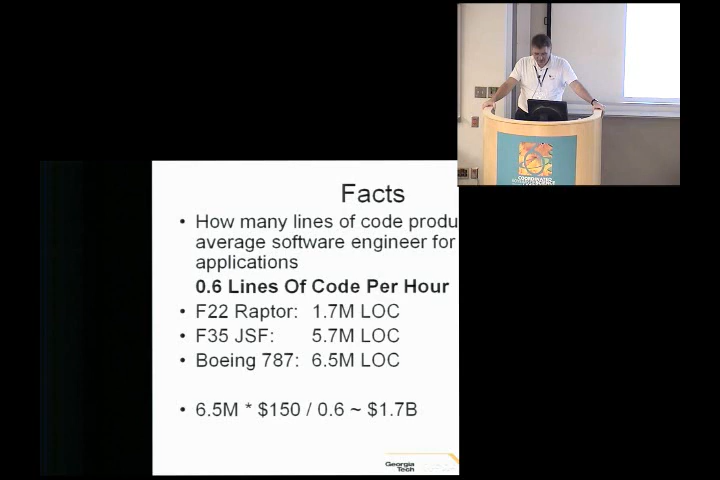 COORDINATED
SCIENCE
Facts
• How many lines of code produ
average software engineer for
applications
0.6 Lines Of Code Per Hour
• F22 Raptor: 1.7M LOC
• F35 JSF: 5.7M LOC
• Boeing 787: 6.5M LOC
• 6.5M * $150 / 0.6 ~ $1.7B
Georgia
Tech